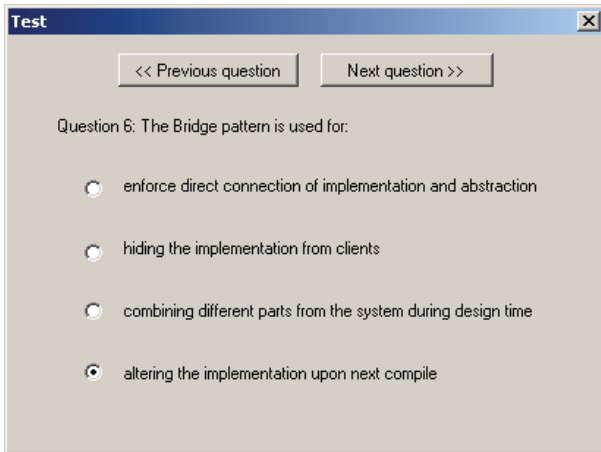 Test
<< Previous question
Next question >>
Question 6: The Bridge pattern is used for:
enforce direct connection of implementation and abstraction
hiding the implementation from clients
combining different parts from the system during design time
altering the implementation upon next compile